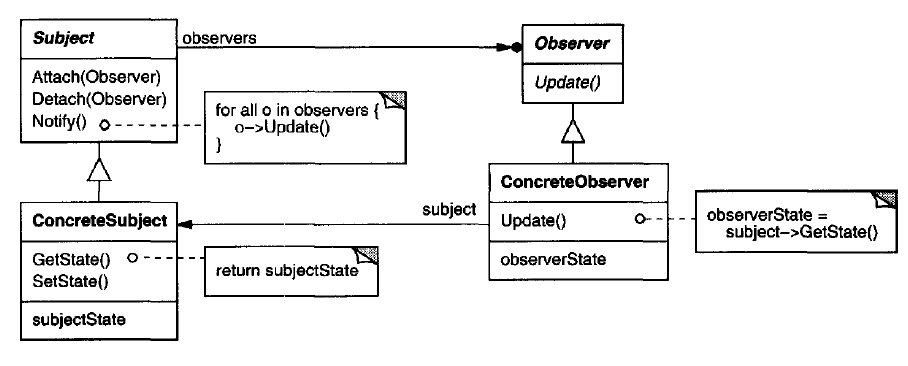 Subject
observers
Observer
Attach(Observer)
Detach(Observer)
Notify()
Update()
for all o in observers {
o->Update()
}
ConcreteSubject
GetState()
SetState()
subjectState
return subjectState
subject
ConcreteObserver
Update()
observerState
observerState =
subject->GetState()